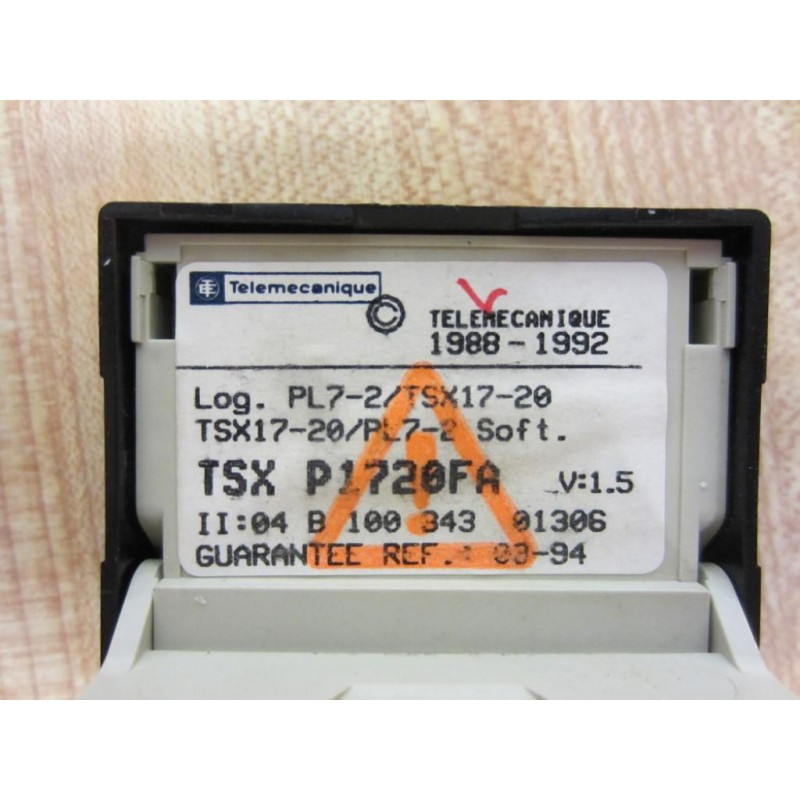 Telemecanique
© TELEMECANIQUE
1988-1992
Log. PL7-2/TSX17-20
TSX17-20/PL7-2 Soft.
TSX P1720FA V:1.5
II:04 B 100 343 01306
GUARANTEE REF.: 03-94